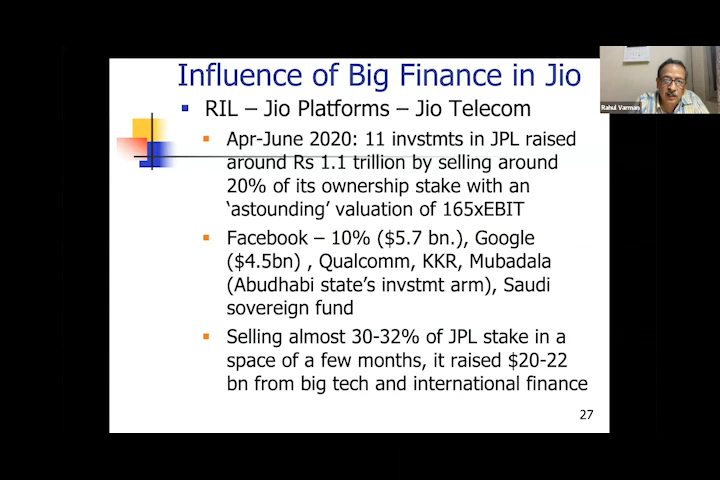 Influence of Big Finance in Jio
RIL – Jio Platforms – Jio Telecom
Apr-June 2020: 11 invstmts in JPL raised
around Rs 1.1 trillion by selling around
20% of its ownership stake with an
‘astounding’ valuation of 165xEBIT
Facebook – 10% ($5.7 bn.), Google
($4.5bn) , Qualcomm, KKR, Mubadala
(Abudhabi state’s invstmt arm), Saudi
sovereign fund
Selling almost 30-32% of JPL stake in a
space of a few months, it raised $20-22
bn from big tech and international finance
27
Rahul Varman